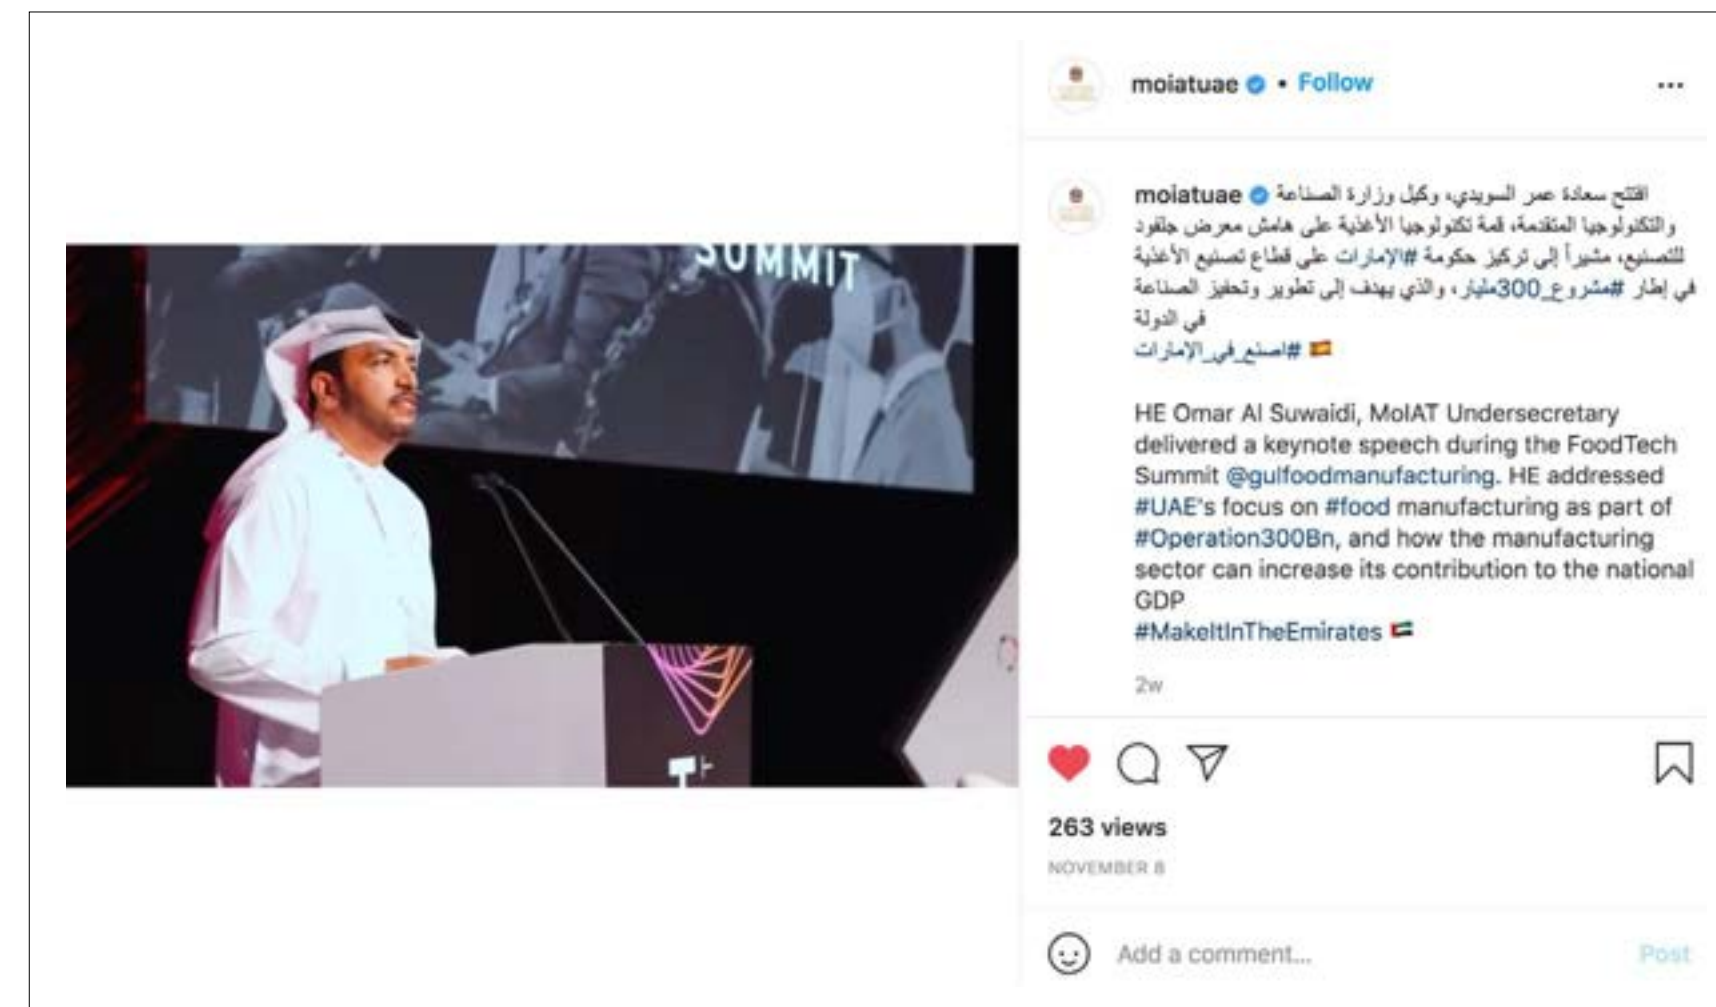 SUMMIT
moiatuae • Follow
moiatuae افتتح سعادة عمر السويدي، وكيل وزارة الصناعة
والتكنولوجيا المتقدمة، قمة تكنولوجيا الأغذية على هامش معرض جلفود
للتصنيع، مشيراً إلى تركيز حكومة #الإمارات على قطاع تصنيع الأغذية
في إطار #مشروع_300مليار، والذي يهدف إلى تطوير وتحفيز الصناعة
في الدولة
🇪🇸 #اصنع_في_الإمارات
HE Omar Al Suwaidi, MoIAT Undersecretary
delivered a keynote speech during the FoodTech
Summit @gulfoodmanufacturing. HE addressed
#UAE's focus on #food manufacturing as part of
#Operation300Bn, and how the manufacturing
sector can increase its contribution to the national
GDP
#MakeItInTheEmirates 🇦🇪
2w
263 views
NOVEMBER 8
Add a comment...
Post